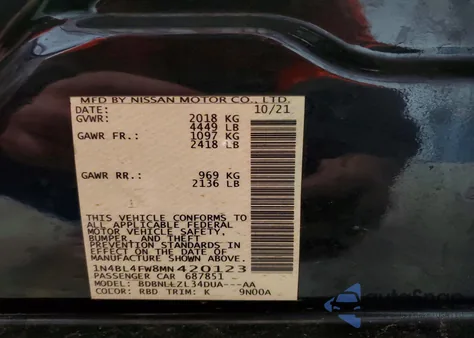 MFD BY NISSAN MOTOR CO., LTD.
DATE: 10/21
GVWR: 2018 KG
4449 LB
GAWR FR.: 1097 KG
2418 LB
GAWR RR.: 969 KG
2136 LB
THIS VEHICLE CONFORMS TO
ALL APPLICABLE FEDERAL
MOTOR VEHICLE SAFETY,
BUMPER, AND THEFT
PREVENTION STANDARDS IN
EFFECT ON THE DATE OF
MANUFACTURE SHOWN ABOVE.
1N4BL4FW8MN420123
PASSENGER CAR 687851
MODEL: BDBNLLZL34DUA---AA
COLOR: RBD TRIM: K 9N00A